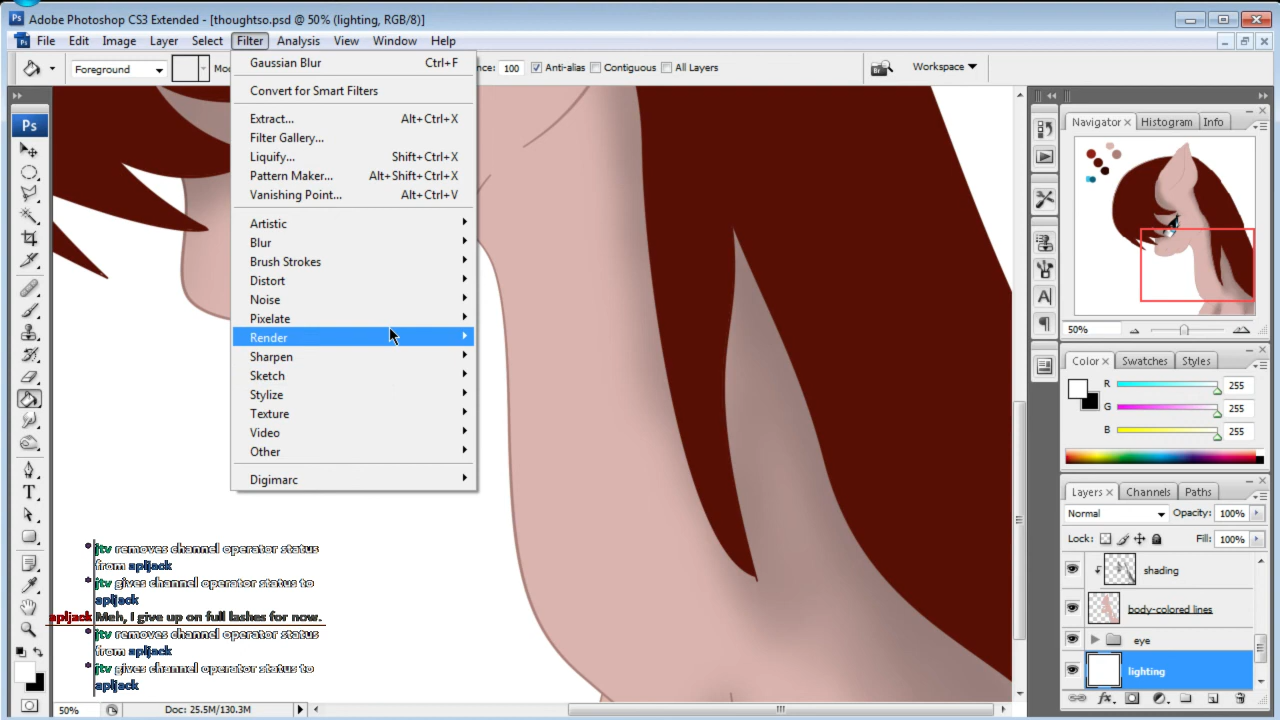 Adobe Photoshop CS3 Extended - [thoughtso.psd @ 50% (lighting, RGB/8)]
File Edit Image Layer Select Filter Analysis View Window Help
Foreground 100 Anti-alias Contiguous All Layers Workspace
Gaussian Blur Ctrl+F
Convert for Smart Filters
Extract... Alt+Ctrl+X
Filter Gallery...
Liquify... Shift+Ctrl+X
Pattern Maker... Alt+Shift+Ctrl+X
Vanishing Point... Alt+Ctrl+V
Artistic
Blur
Brush Strokes
Distort
Noise
Pixelate
Render
Sharpen
Sketch
Stylize
Texture
Video
Other
Digimarc
Ps
Navigator Histogram Info
50%
Color Swatches Styles
R 255
G 255
B 255
Layers Channels Paths
Normal Opacity: 100%
Lock: Fill: 100%
shading
body-colored lines
eye
lighting
* jtv removes channel operator status
from apljack
* jtv gives channel operator status to
apljack
apljack Meh, I give up on full lashes for now.
* jtv removes channel operator status
from apljack
* jtv gives channel operator status to
apljack
50% Doc: 25.5M/130.3M